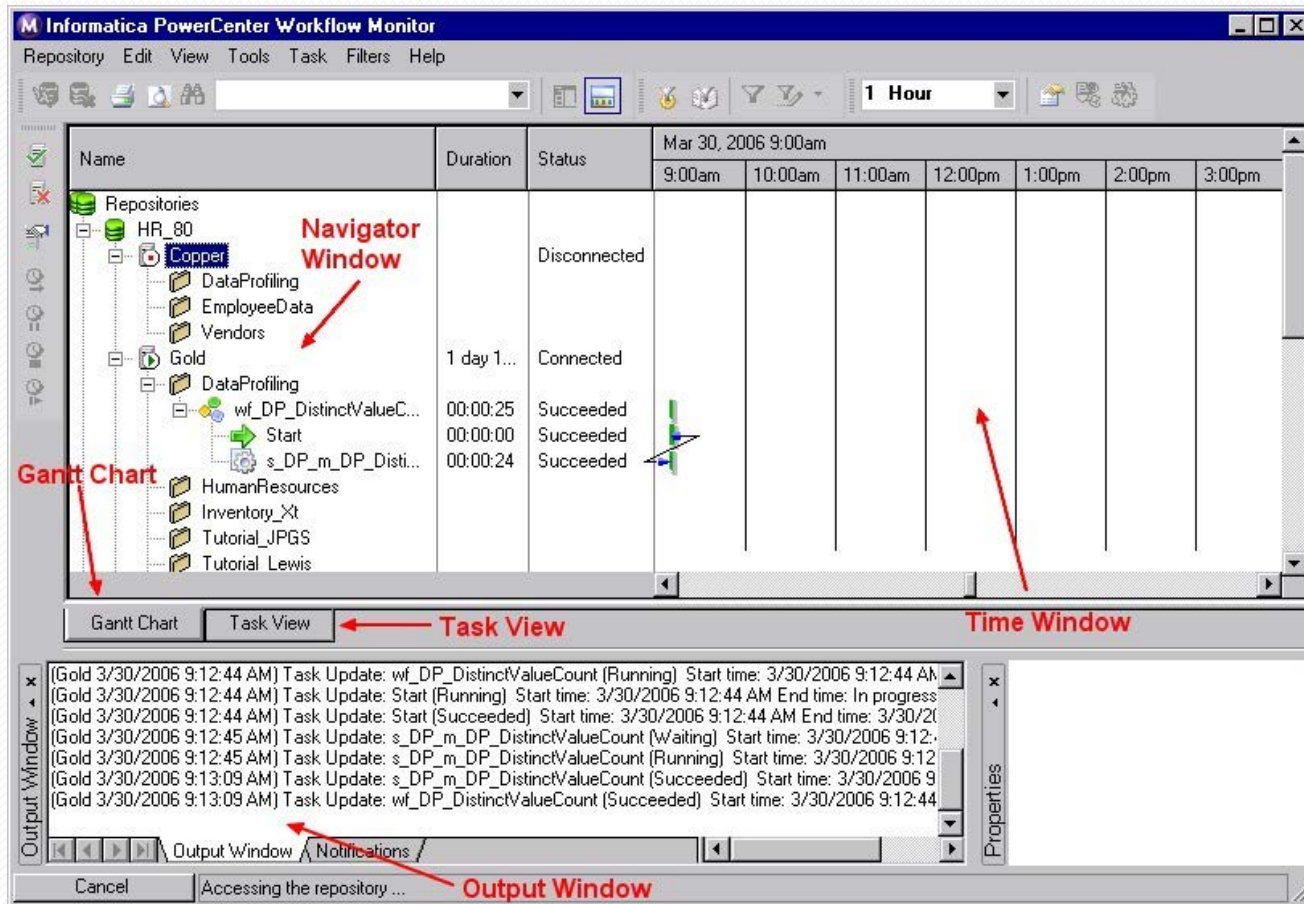 Informatica PowerCenter Workflow Monitor
Repository Edit View Tools Task Filters Help
1 Hour
Name Duration Status Mar 30, 2006 9:00am
9:00am 10:00am 11:00am 12:00pm 1:00pm 2:00pm 3:00pm
Repositories
HR_80
Navigator Window
Copper Disconnected
DataProfiling
EmployeeData
Vendors
Gold 1 day 1... Connected
DataProfiling
wf_DP_DistinctValueC... 00:00:25 Succeeded
Start 00:00:00 Succeeded
s_DP_m_DP_Disti... 00:00:24 Succeeded
Gantt Chart
HumanResources
Inventory_Xt
Tutorial_JPGS
Tutorial_Lewis
Gantt Chart Task View Task View Time Window
Output Window
(Gold 3/30/2006 9:12:44 AM) Task Update: wf_DP_DistinctValueCount (Running) Start time: 3/30/2006 9:12:44 AM
(Gold 3/30/2006 9:12:44 AM) Task Update: Start (Running) Start time: 3/30/2006 9:12:44 AM End time: In progress
(Gold 3/30/2006 9:12:44 AM) Task Update: Start (Succeeded) Start time: 3/30/2006 9:12:44 AM End time: 3/30/20
(Gold 3/30/2006 9:12:45 AM) Task Update: s_DP_m_DP_DistinctValueCount (Waiting) Start time: 3/30/2006 9:12:
(Gold 3/30/2006 9:12:45 AM) Task Update: s_DP_m_DP_DistinctValueCount (Running) Start time: 3/30/2006 9:12
(Gold 3/30/2006 9:13:09 AM) Task Update: s_DP_m_DP_DistinctValueCount (Succeeded) Start time: 3/30/2006 9
(Gold 3/30/2006 9:13:09 AM) Task Update: wf_DP_DistinctValueCount (Succeeded) Start time: 3/30/2006 9:12:44
Properties
Output Window Notifications
Cancel Accessing the repository ... Output Window